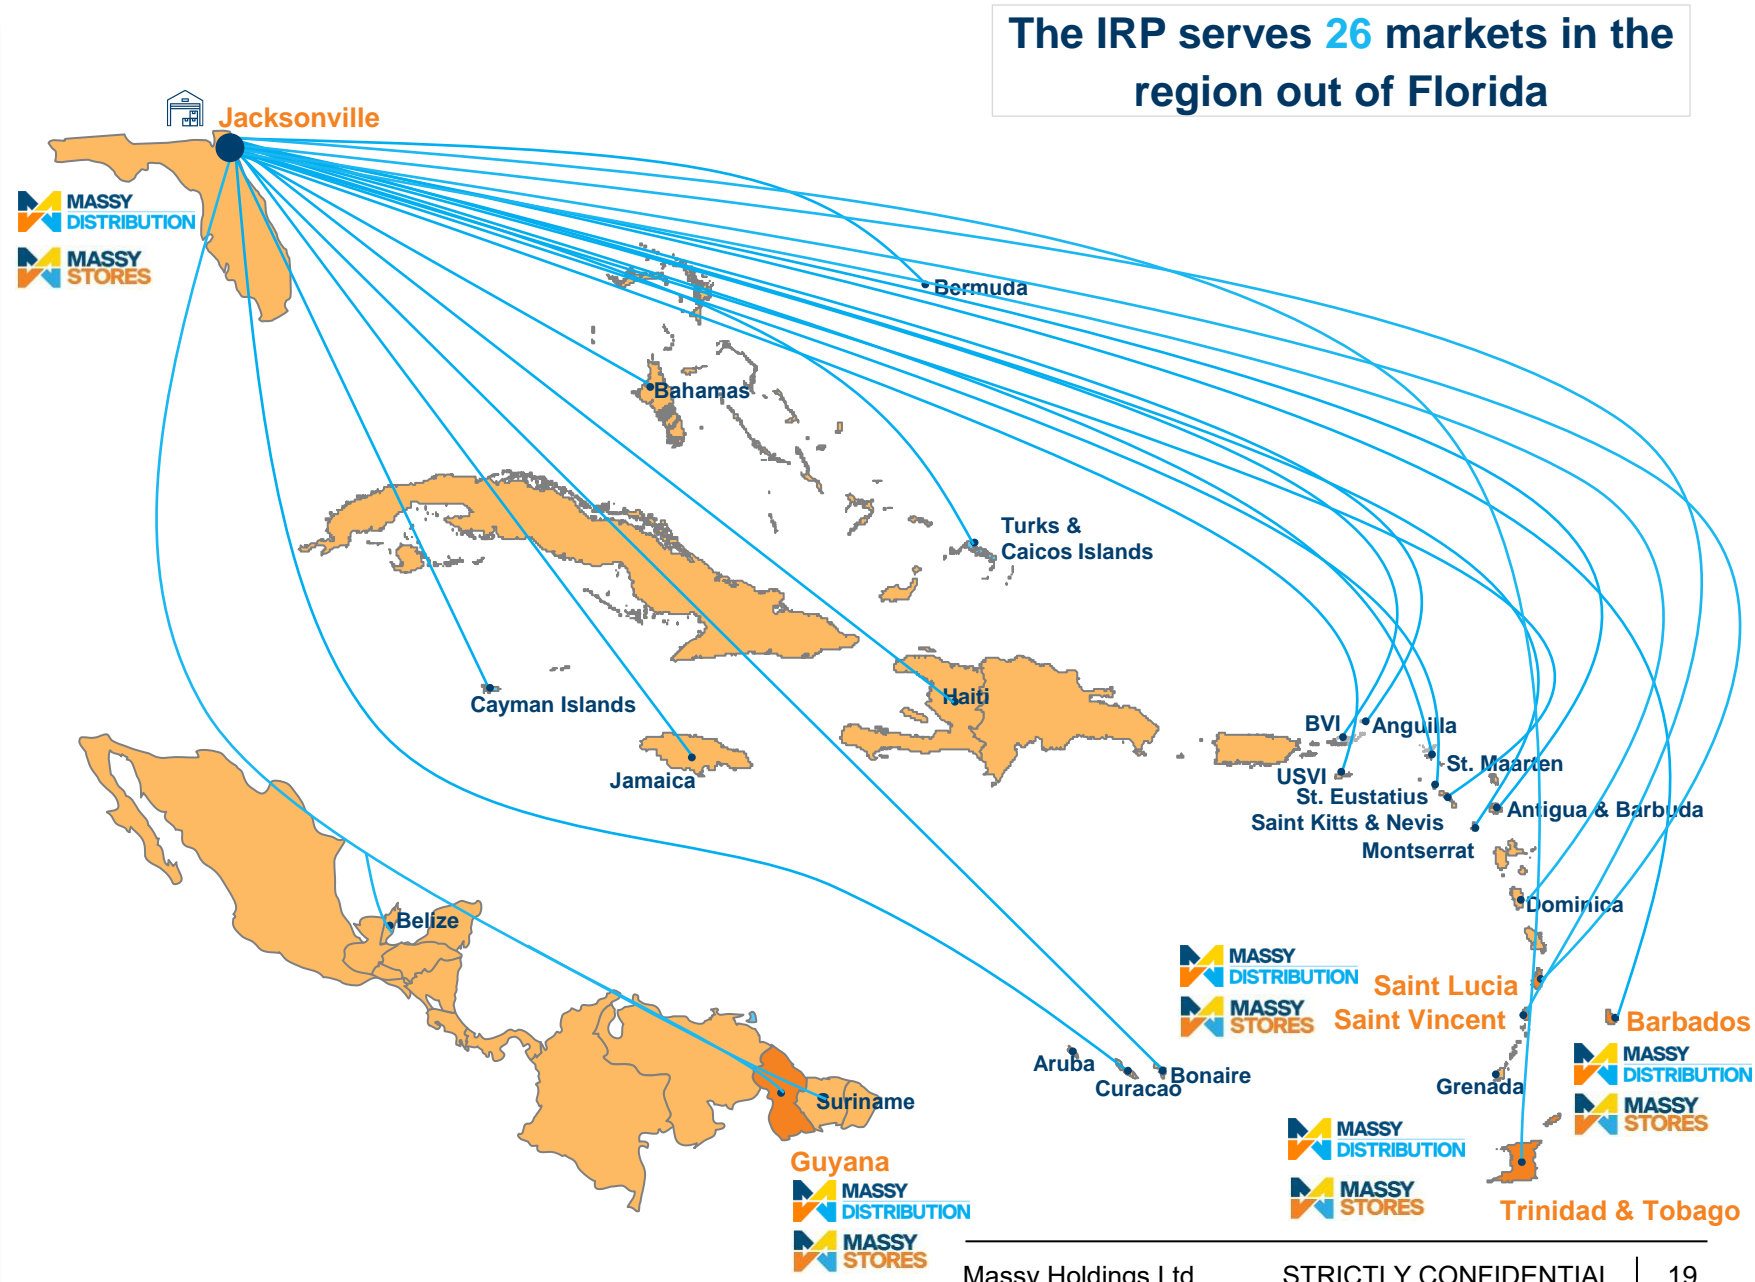 The IRP serves 26 markets in the
region out of Florida
Jacksonville
MASSY
DISTRIBUTION
MASSY
STORES
Bermuda
Bahamas
Turks &
Caicos Islands
Haiti
Cayman Islands
Jamaica
BVI
Anguilla
St. Maarten
USVI
St. Eustatius
Saint Kitts & Nevis
Antigua & Barbuda
Montserrat
Dominica
Belize
MASSY
DISTRIBUTION
MASSY
STORES
Saint Lucia
Saint Vincent
Barbados
MASSY
DISTRIBUTION
MASSY
STORES
Aruba
Curacao
Bonaire
Grenada
Suriname
Guyana
MASSY
DISTRIBUTION
MASSY
STORES
MASSY
DISTRIBUTION
MASSY
STORES
Trinidad & Tobago
Massy Holdings Ltd
STRICTLY CONFIDENTIAL
19